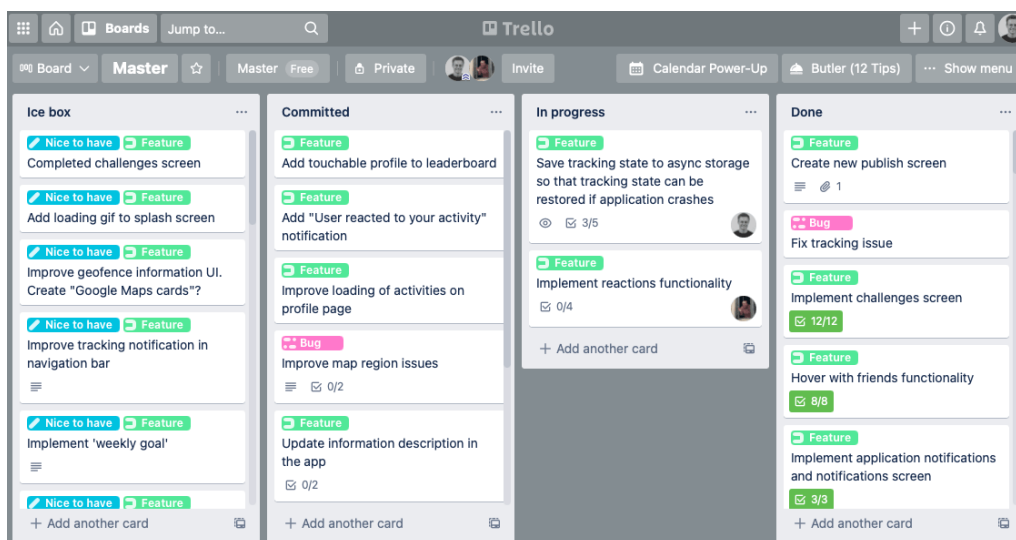 Boards
Jump to...
Trello
Board
Master
Master Free
Private
Invite
Calendar Power-Up
Butler (12 Tips)
... Show menu
Ice box
...
Nice to have Feature
Completed challenges screen
Nice to have Feature
Add loading gif to splash screen
Nice to have Feature
Improve geofence information UI.
Create "Google Maps cards"?
Nice to have Feature
Improve tracking notification in
navigation bar
Nice to have Feature
Implement 'weekly goal'
Nice to have Feature
+ Add another card
Committed
...
Feature
Add touchable profile to leaderboard
Feature
Add "User reacted to your activity"
notification
Feature
Improve loading of activities on
profile page
Bug
Improve map region issues
0/2
Feature
Update information description in
the app
0/2
+ Add another card
In progress
...
Feature
Save tracking state to async storage
so that tracking state can be
restored if application crashes
3/5
Feature
Implement reactions functionality
0/4
+ Add another card
Done
...
Feature
Create new publish screen
1
Bug
Fix tracking issue
Feature
Implement challenges screen
12/12
Feature
Hover with friends functionality
8/8
Feature
Implement application notifications
and notifications screen
3/3
+ Add another card